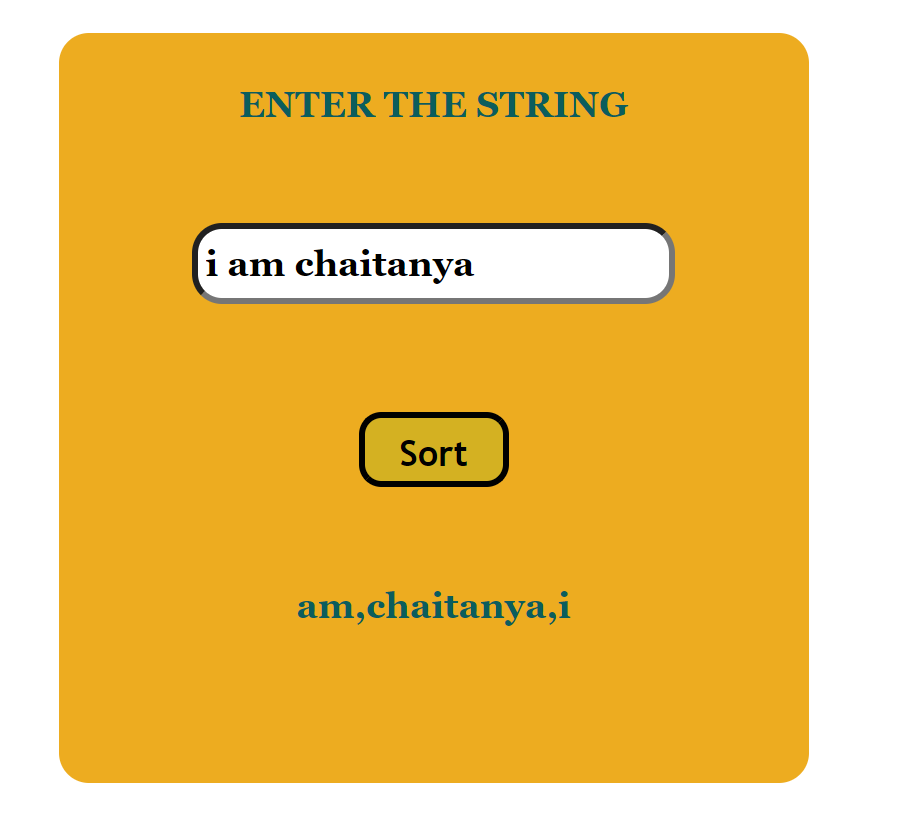 ENTER THE STRING
i am chaitanya
Sort
am,chaitanya,i